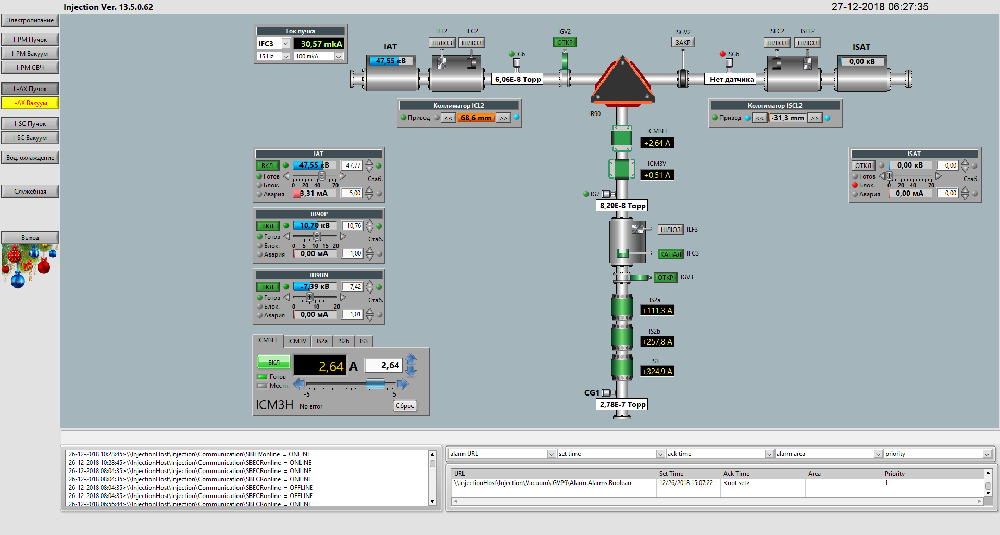 Injection Ver. 13.5.0.62
27-12-2018 06:27:35
Электропитание
I-PM Пучок
I-PM Вакуум
I-PM СВЧ
I -AX Пучок
I-AX Вакуум
I-SC Пучок
I-SC Вакуум
Вод. охлаждение
Служебная
Выход
Ток пучка
IFC3
30,57 mkA
15 Hz
100 mkA
IAT
47,55 кВ
ILF2
ШЛЮЗ
IFC2
ШЛЮЗ
IG6
6,06E-8 Торр
IGV2
ОТКР
ISGV2
ЗАКР
ISG6
Нет датчика
ISFC2
ШЛЮЗ
ISLF2
ШЛЮЗ
ISAT
0,00 кВ
Коллиматор ICL2
Привод
<<
68,6 mm
>>
IB90
Коллиматор ISCL2
Привод
<<
-31,3 mm
>>
ICM3H
+2,64 A
ICM3V
+0,51 A
IG7
8,29E-8 Торр
ШЛЮЗ
ILF3
КАНАЛ
IFC3
ОТКР
IGV3
IS2a
+111,3 A
IS2b
+257,8 A
IS3
+324,9 A
CG1
2,78E-7 Торр
IAT
ВКЛ
47,55 кВ
47,77
Готов
Стаб.
Блок.
0 20 40 70
Авария
3,31 мА
5,00
IB90P
ВКЛ
10,70 кВ
10,76
Готов
Стаб.
Блок.
0 5 10 15 20
Авария
0,00 мА
1,00
IB90N
ВКЛ
-7,39 кВ
-7,42
Готов
Стаб.
Блок.
0 -10 -20
Авария
0,00 мА
1,01
ISAT
ОТКЛ
0,00 кВ
0,00
Готов
Стаб.
Блок.
0 20 40 70
Авария
0,00 мА
0,00
ICM3H
ICM3V
IS2a
IS2b
IS3
ВКЛ
2,64 A
2,64
Готов
Местн.
-5 5
ICM3H
No error
Сброс
26-12-2018 10:28:45>\\InjectionHost\Injection\Communication\SBIHVonline = ONLINE
26-12-2018 10:28:45>\\InjectionHost\Injection\Communication\SBECRonline = ONLINE
26-12-2018 08:04:35>\\InjectionHost\Injection\Communication\SBECRonline = ONLINE
26-12-2018 08:04:35>\\InjectionHost\Injection\Communication\SBECRonline = ONLINE
26-12-2018 08:04:35>\\InjectionHost\Injection\Communication\SBECRonline = OFFLINE
26-12-2018 08:04:35>\\InjectionHost\Injection\Communication\SBECRonline = OFFLINE
26-12-2018 06:56:44>\\InjectionHost\Injection\Communication\SBECRonline = ONLINE
alarm URL
set time
ack time
alarm area
priority
URL
Set Time
Ack Time
Area
Priority
\\InjectionHost\Injection\Vacuum\IGVP9\Alarm.Alarms.Boolean
12/26/2018 15:07:22
<not set>
1